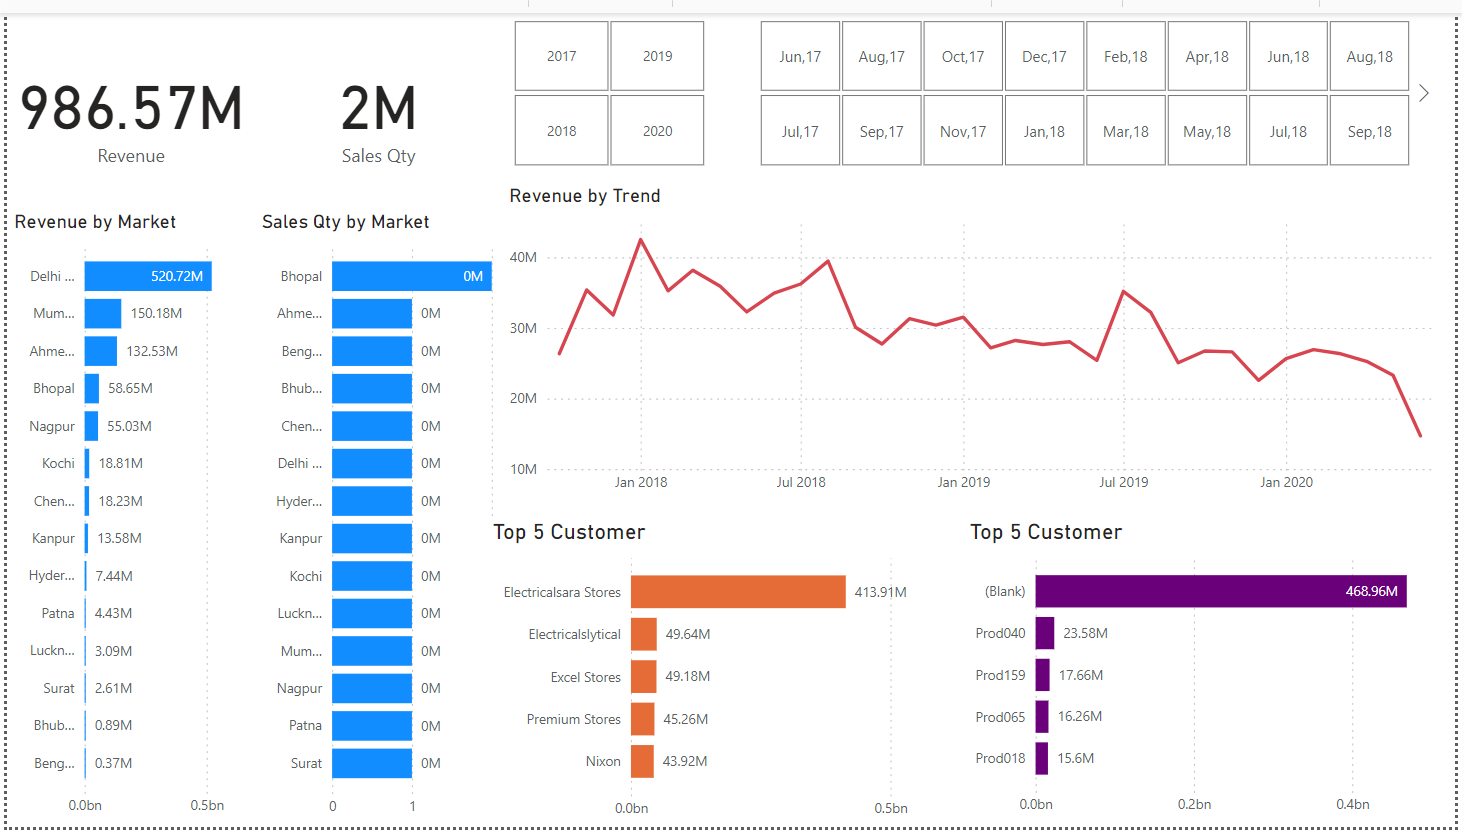 986.57M
Revenue
2M
Sales Qty
2017
2019
2018
2020
Jun,17
Aug,17
Oct,17
Dec,17
Feb,18
Apr,18
Jun,18
Aug,18
Jul,17
Sep,17
Nov,17
Jan,18
Mar,18
May,18
Jul,18
Sep,18
Revenue by Market
Delhi ... 520.72M
Mum... 150.18M
Ahme... 132.53M
Bhopal 58.65M
Nagpur 55.03M
Kochi 18.81M
Chen... 18.23M
Kanpur 13.58M
Hyder... 7.44M
Patna 4.43M
Luckn... 3.09M
Surat 2.61M
Bhub... 0.89M
Beng... 0.37M
0.0bn 0.5bn
Sales Qty by Market
Bhopal 0M
Ahme... 0M
Beng... 0M
Bhub... 0M
Chen... 0M
Delhi ... 0M
Hyder... 0M
Kanpur 0M
Kochi 0M
Luckn... 0M
Mum... 0M
Nagpur 0M
Patna 0M
Surat 0M
0 1
Revenue by Trend
40M
30M
20M
10M
Jan 2018 Jul 2018 Jan 2019 Jul 2019 Jan 2020
Top 5 Customer
Electricalsara Stores 413.91M
Electricalslytical 49.64M
Excel Stores 49.18M
Premium Stores 45.26M
Nixon 43.92M
0.0bn 0.5bn
Top 5 Customer
(Blank) 468.96M
Prod040 23.58M
Prod159 17.66M
Prod065 16.26M
Prod018 15.6M
0.0bn 0.2bn 0.4bn